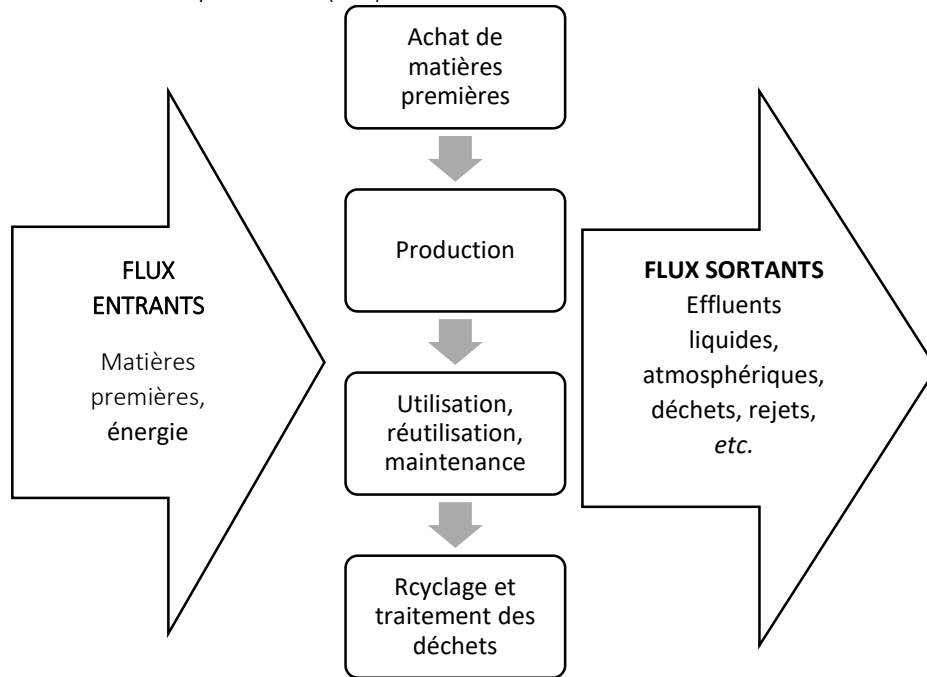 Achat de
matières
premières
FLUX
ENTRANTS
Matières
premières,
énergie
Production
Utilisation,
réutilisation,
maintenance
Rcyclage et
traitement des
déchets
FLUX SORTANTS
Effluents
liquides,
atmosphériques,
déchets, rejets,
etc.